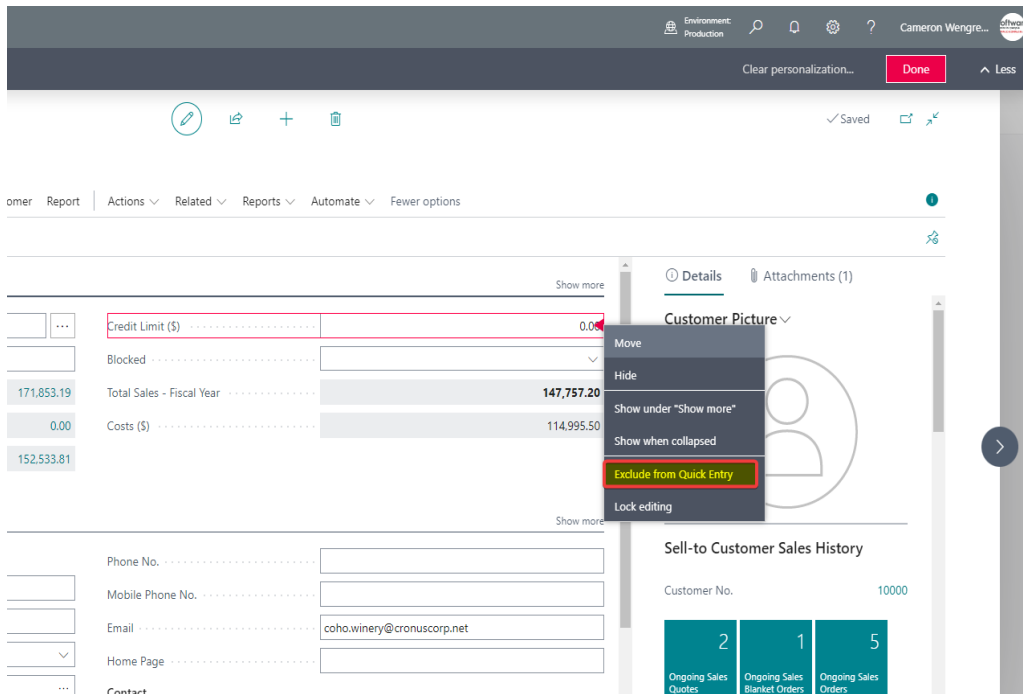 Environment:
Production
Cameron Wengre...
Clear personalization...
Done
Less
Saved
omer Report Actions Related Reports Automate Fewer options
Show more
Details
Attachments (1)
Customer Picture
Credit Limit ($)
Move
Hide
Show under "Show more"
Show when collapsed
Exclude from Quick Entry
Lock editing
Blocked
171,853.19
Total Sales - Fiscal Year
147,757.20
0.00
Costs ($)
114,995.50
152,533.81
Show more
Sell-to Customer Sales History
Customer No.
10000
Phone No.
Mobile Phone No.
Email
coho.winery@cronuscorp.net
Home Page
Contact
2
Ongoing Sales
Quotes
1
Ongoing Sales
Blanket Orders
5
Ongoing Sales
Orders